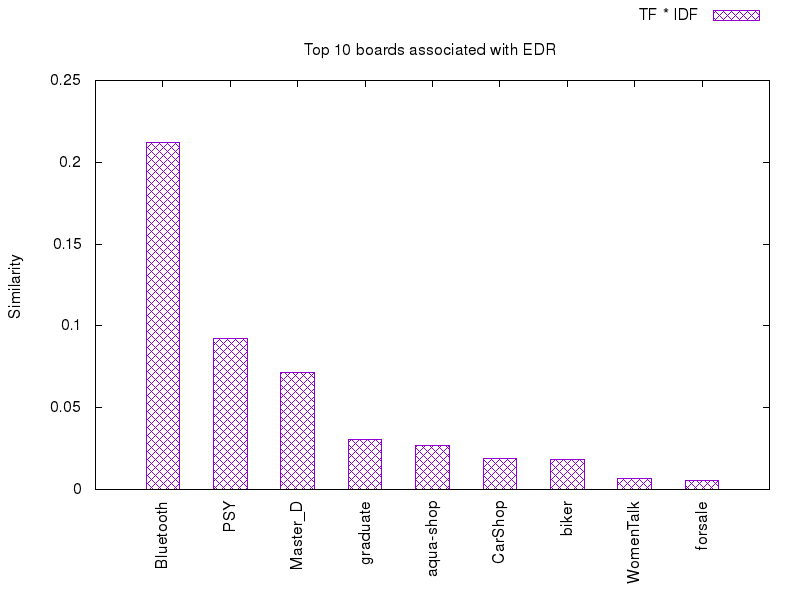 TF * IDF
Top 10 boards associated with EDR
0.25
0.2
0.15
0.1
0.05
0
Similarity
Bluetooth
PSY
Master_D
graduate
aqua-shop
CarShop
biker
WomenTalk
forsale